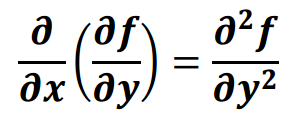 ∂/∂x (∂f/∂y) = ∂²f/∂y²